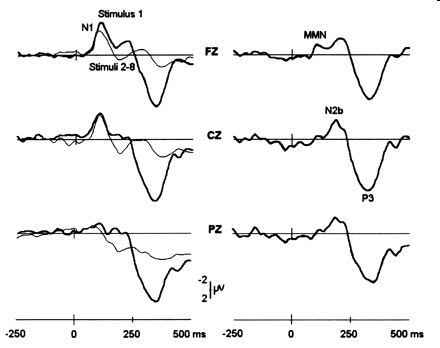 Stimulus 1
N1
Stimuli 2-8
FZ
MMN
CZ
N2b
P3
PZ
-2
2
µv
-250 0 250 500 ms
-250 0 250 500 ms